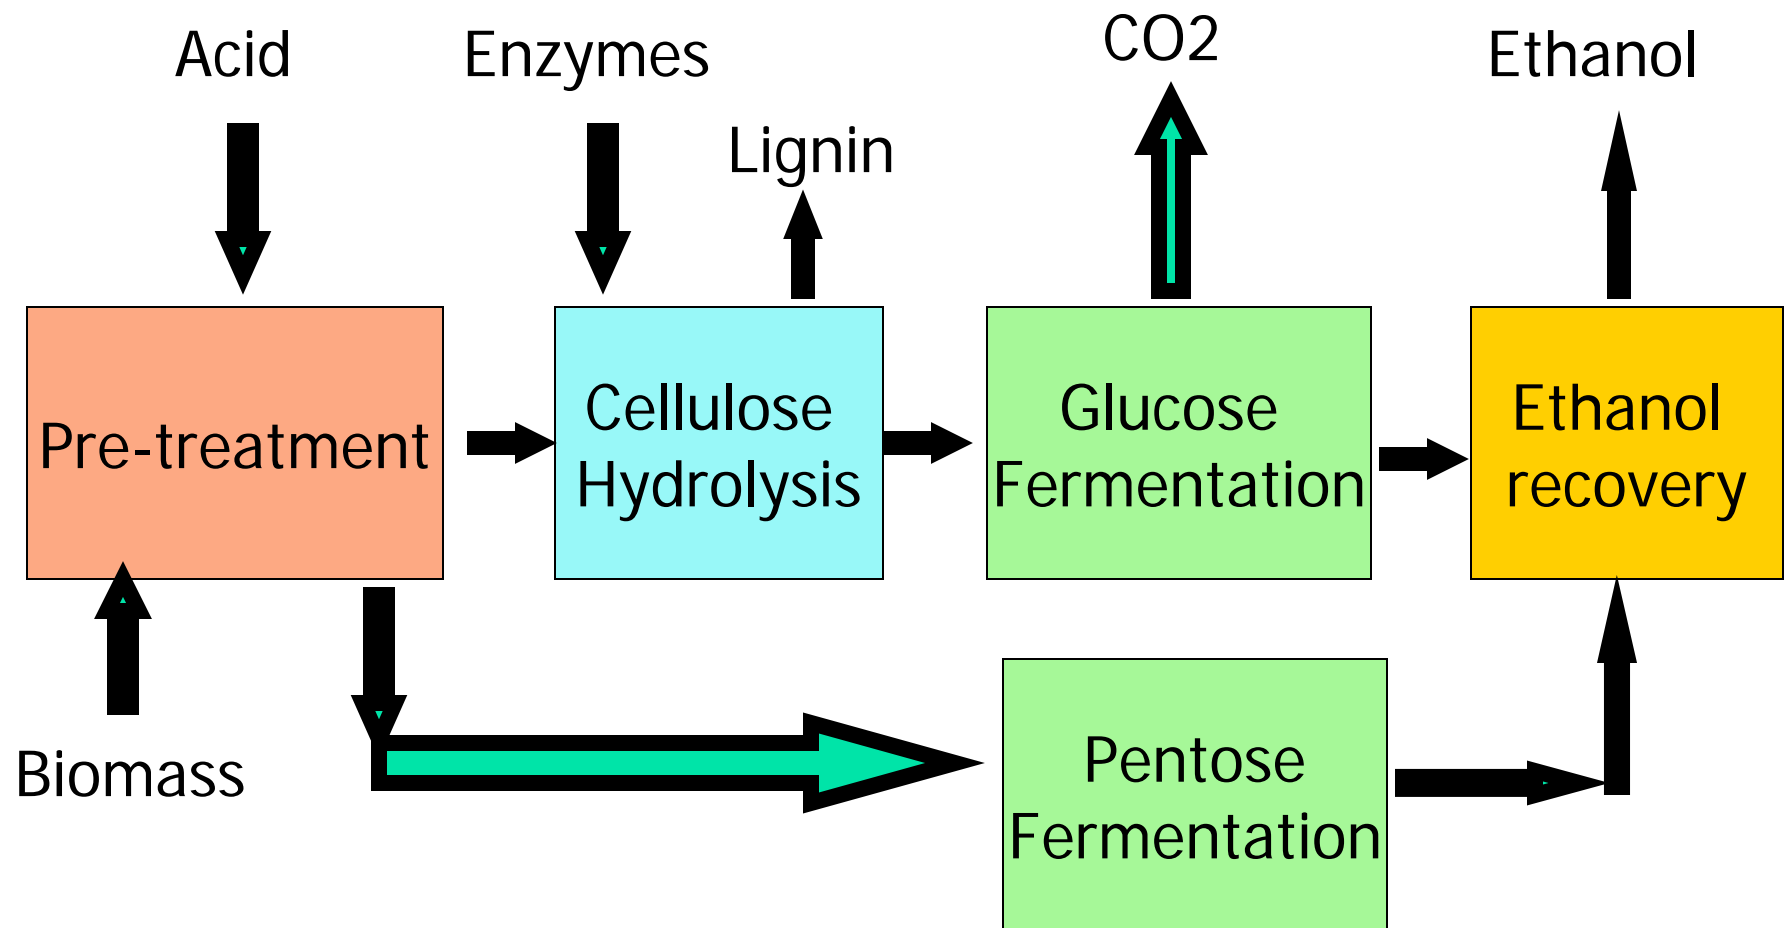 Acid
Enzymes
CO2
Ethanol
Lignin
Pre-treatment
Cellulose
Hydrolysis
Glucose
Fermentation
Ethanol
recovery
Biomass
Pentose
Fermentation